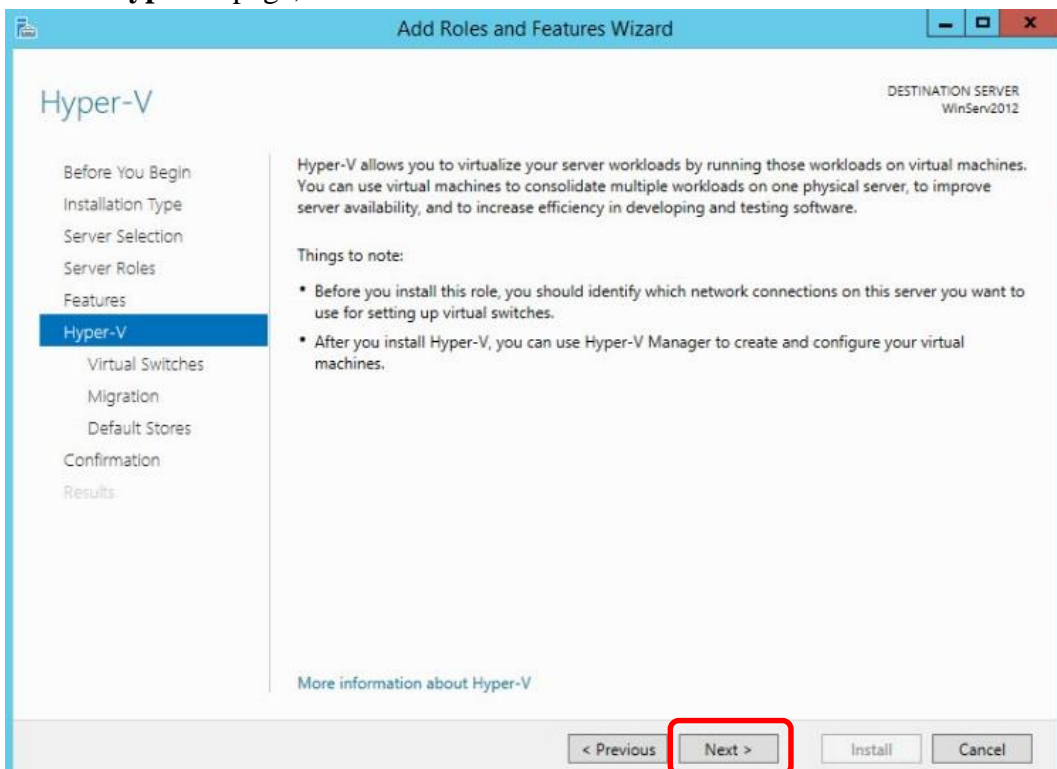 Add Roles and Features Wizard
Hyper-V
DESTINATION SERVER
WinServ2012
Before You Begin
Installation Type
Server Selection
Server Roles
Features
Hyper-V
Virtual Switches
Migration
Default Stores
Confirmation
Results
Hyper-V allows you to virtualize your server workloads by running those workloads on virtual machines.
You can use virtual machines to consolidate multiple workloads on one physical server, to improve
server availability, and to increase efficiency in developing and testing software.
Things to note:
• Before you install this role, you should identify which network connections on this server you want to
use for setting up virtual switches.
• After you install Hyper-V, you can use Hyper-V Manager to create and configure your virtual
machines.
More information about Hyper-V
< Previous
Next >
Install
Cancel